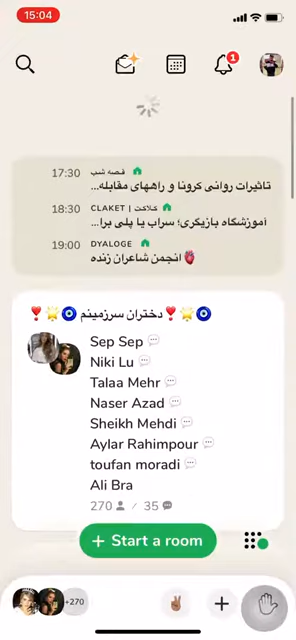 15:04
1
17:30 قصه شب
تاثیرات روانی کرونا و راههای مقابله...
18:30 CLAKET | کلاکت
آموزشگاه بازیگری؛ سراب یا پلی برا...
19:00 DYALOGE
انجمن شاعران زنده
دختران سرزمینم
Sep Sep
Niki Lu
Talaa Mehr
Naser Azad
Sheikh Mehdi
Aylar Rahimpour
toufan moradi
Ali Bra
270 / 35
+ Start a room
+270